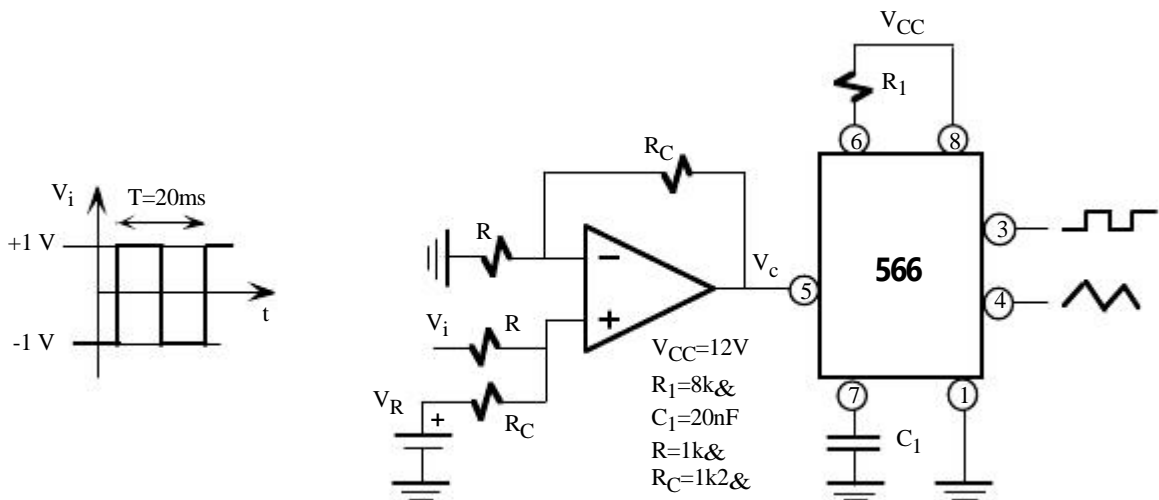 V_i
T=20ms
+1 V
-1 V
t
R_C
R
V_i
R
V_R
+
R_C
−
+
V_c
V_CC=12V
R_1=8k&
C_1=20nF
R=1k&
R_C=1k2&
V_CC
R_1
6
8
3
5
566
4
7
1
C_1